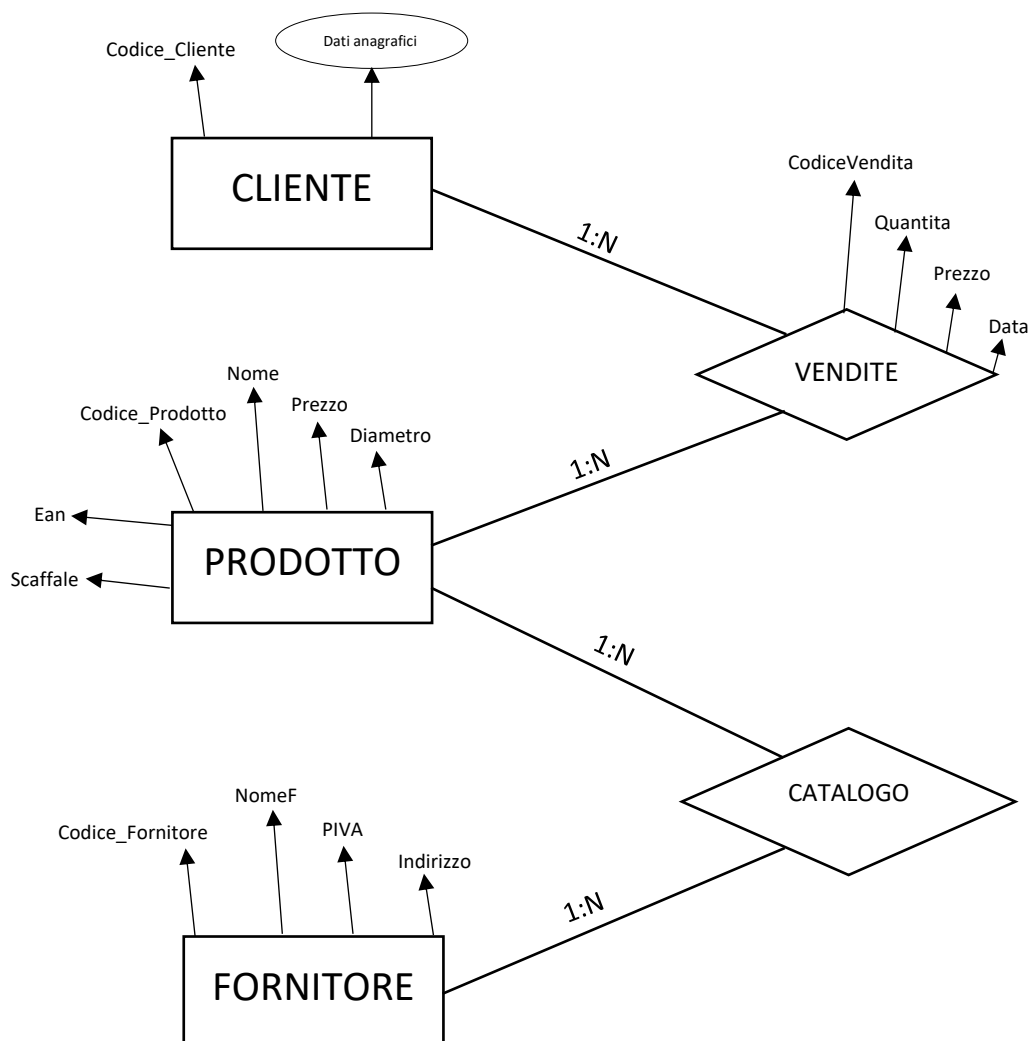 Dati anagrafici
Codice_Cliente
CLIENTE
CodiceVendita
Quantita
1:N
Prezzo
Data
VENDITE
Nome
Prezzo
Codice_Prodotto
Diametro
1:N
Ean
PRODOTTO
Scaffale
1:N
CATALOGO
NomeF
PIVA
Codice_Fornitore
Indirizzo
1:N
FORNITORE